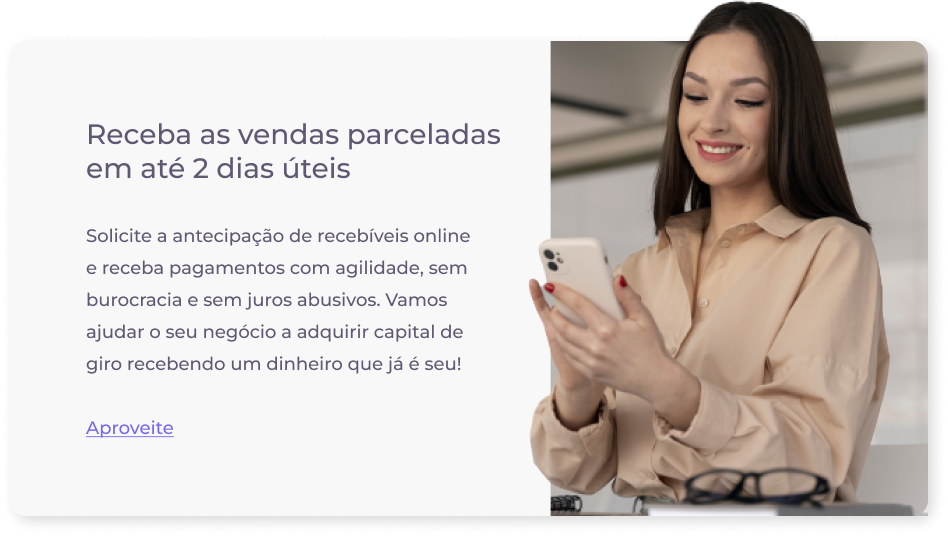 Receba as vendas parceladas
em até 2 dias úteis
Solicite a antecipação de recebíveis online
e receba pagamentos com agilidade, sem
burocracia e sem juros abusivos. Vamos
ajudar o seu negócio a adquirir capital de
giro recebendo um dinheiro que já é seu!
Aproveite